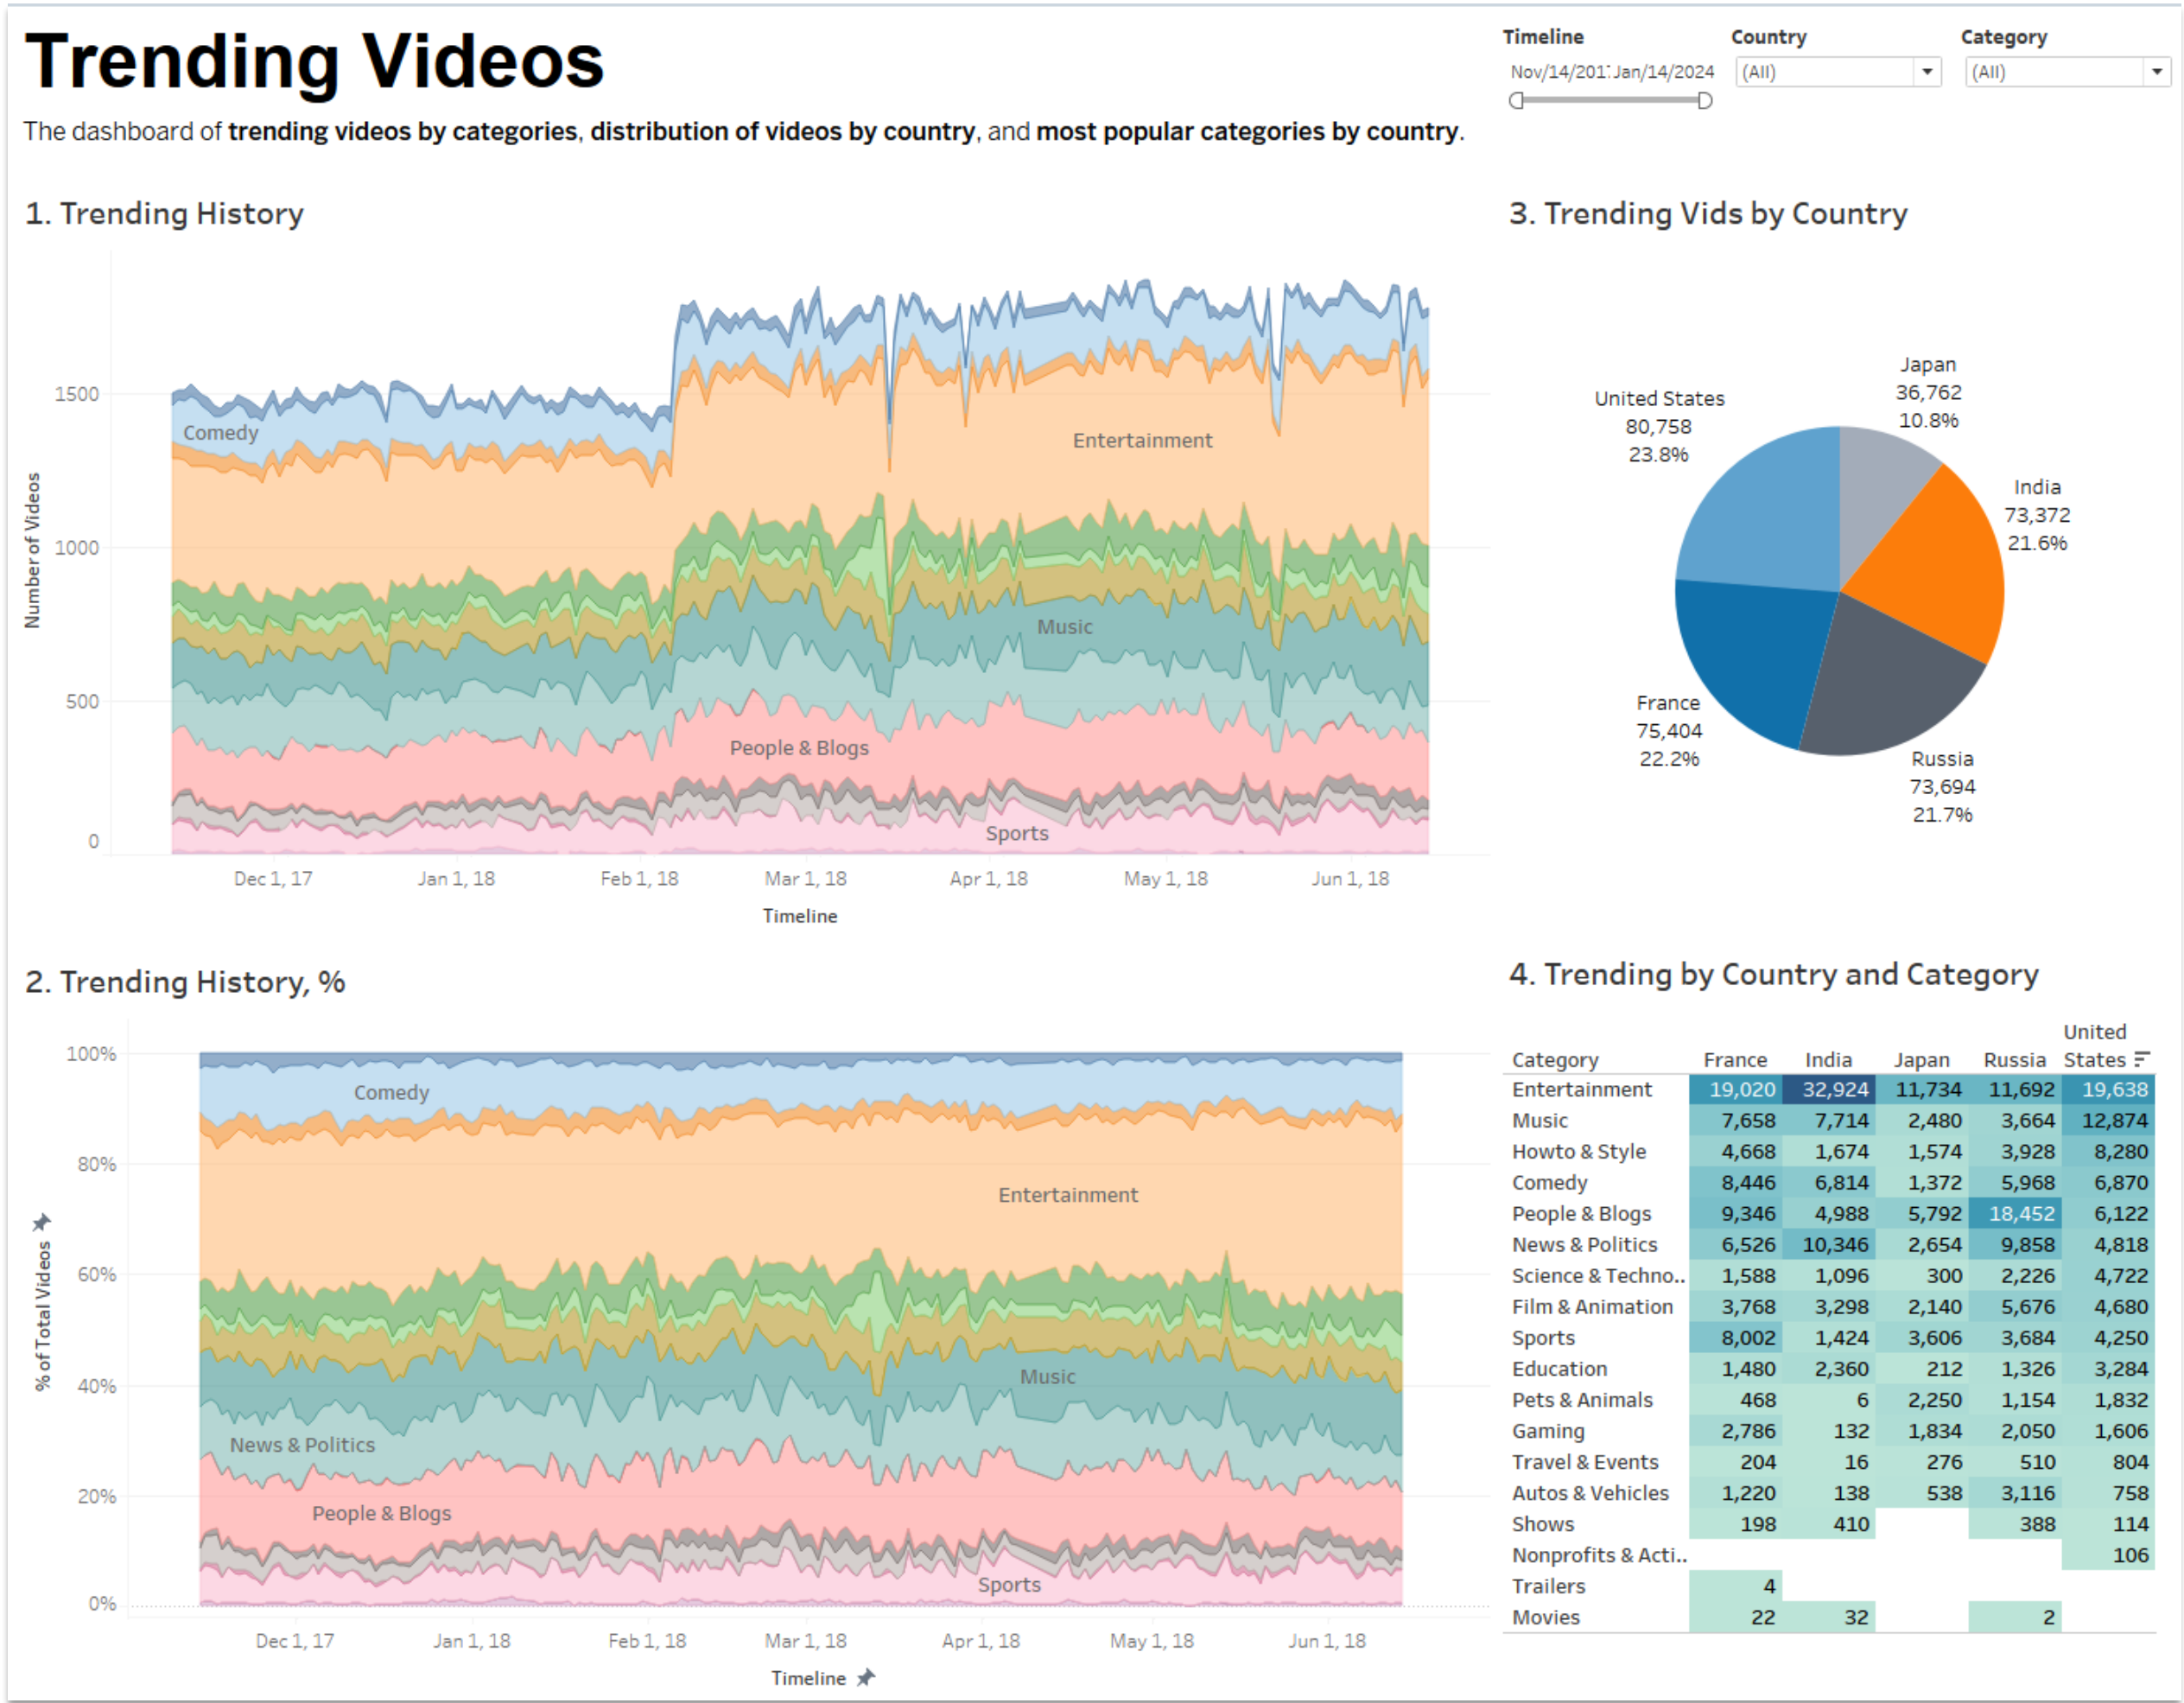 Trending Videos
The dashboard of trending videos by categories, distribution of videos by country, and most popular categories by country.
Timeline
Nov/14/201
Jan/14/2024
Country
(All)
Category
(All)
1. Trending History
Number of Videos
1500
1000
500
0
Comedy
Entertainment
Music
People & Blogs
Sports
Dec 1, 17
Jan 1, 18
Feb 1, 18
Mar 1, 18
Apr 1, 18
May 1, 18
Jun 1, 18
Timeline
3. Trending Vids by Country
Japan
36,762
10.8%
India
73,372
21.6%
Russia
73,694
21.7%
France
75,404
22.2%
United States
80,758
23.8%
2. Trending History, %
% of Total Videos
100%
80%
60%
40%
20%
0%
Comedy
Entertainment
Music
News & Politics
People & Blogs
Sports
Dec 1, 17
Jan 1, 18
Feb 1, 18
Mar 1, 18
Apr 1, 18
May 1, 18
Jun 1, 18
Timeline
4. Trending by Country and Category
Category France India Japan Russia United States
Entertainment 19,020 32,924 11,734 11,692 19,638
Music 7,658 7,714 2,480 3,664 12,874
Howto & Style 4,668 1,674 1,574 3,928 8,280
Comedy 8,446 6,814 1,372 5,968 6,870
People & Blogs 9,346 4,988 5,792 18,452 6,122
News & Politics 6,526 10,346 2,654 9,858 4,818
Science & Techno.. 1,588 1,096 300 2,226 4,722
Film & Animation 3,768 3,298 2,140 5,676 4,680
Sports 8,002 1,424 3,606 3,684 4,250
Education 1,480 2,360 212 1,326 3,284
Pets & Animals 468 6 2,250 1,154 1,832
Gaming 2,786 132 1,834 2,050 1,606
Travel & Events 204 16 276 510 804
Autos & Vehicles 1,220 138 538 3,116 758
Shows 198 410 388 114
Nonprofits & Acti.. 106
Trailers 4
Movies 22 32 2